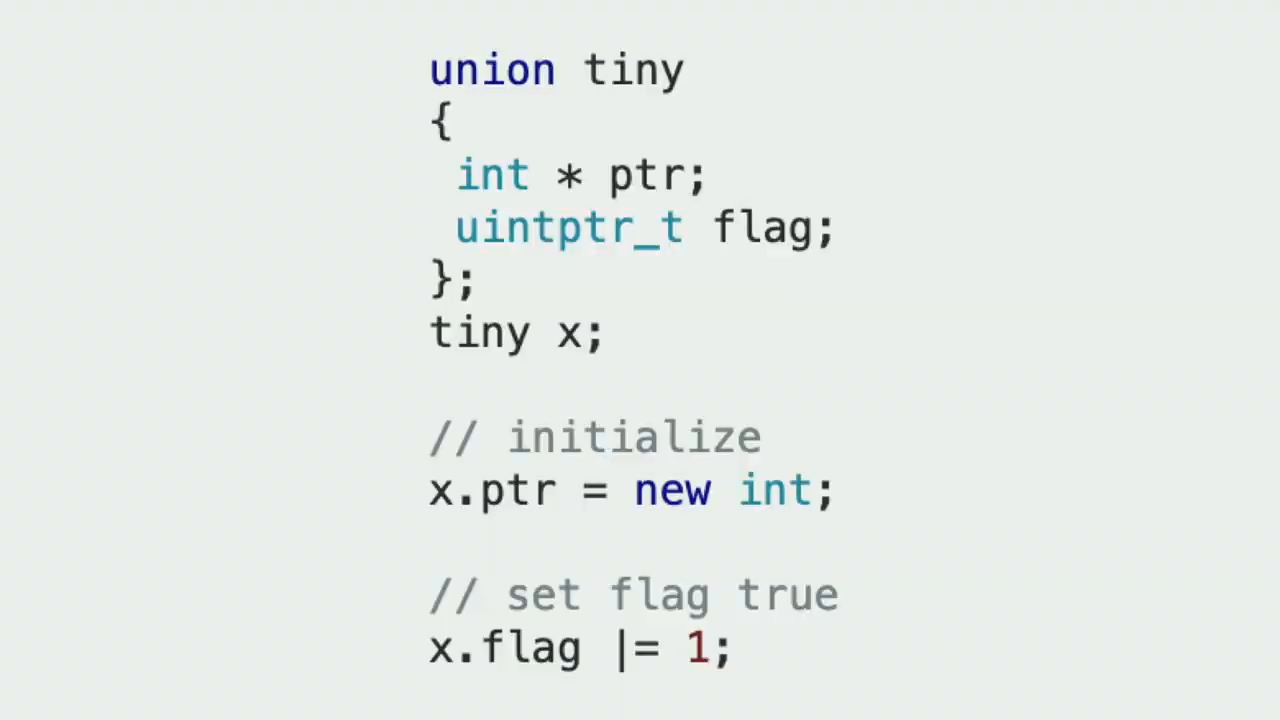 union tiny
{
 int * ptr;
 uintptr_t flag;
};
tiny x;
// initialize
x.ptr = new int;
// set flag true
x.flag |= 1;